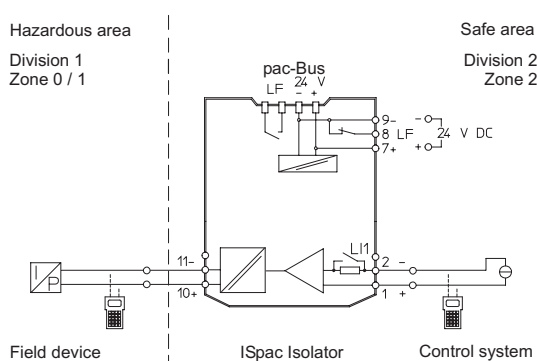 Hazardous area
Safe area
Division 1
Zone 0 / 1
Division 2
Zone 2
pac-Bus
LF 24 V
- +
9-
8 LF
7+
- 24 V DC
+
LI1
11-
10+
2 -
1 +
I
P
Field device
ISpac Isolator
Control system